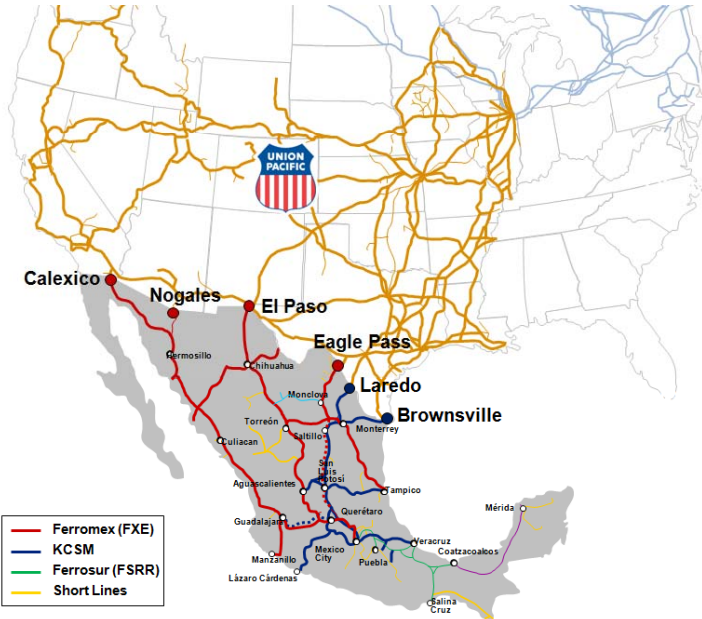 UNION
PACIFIC
Calexico
Nogales
El Paso
Eagle Pass
Laredo
Brownsville
Hermosillo
Chihuahua
Monclova
Torreón
Saltillo
Monterrey
Culiacan
San
Luis
Potosi
Aguascalientes
Tampico
Mérida
Querétaro
Guadalajara
Veracruz
Mexico
City
Coatzacoalcos
Manzanillo
Puebla
Lázaro Cárdenas
Salina
Cruz
Ferromex (FXE)
KCSM
Ferrosur (FSRR)
Short Lines